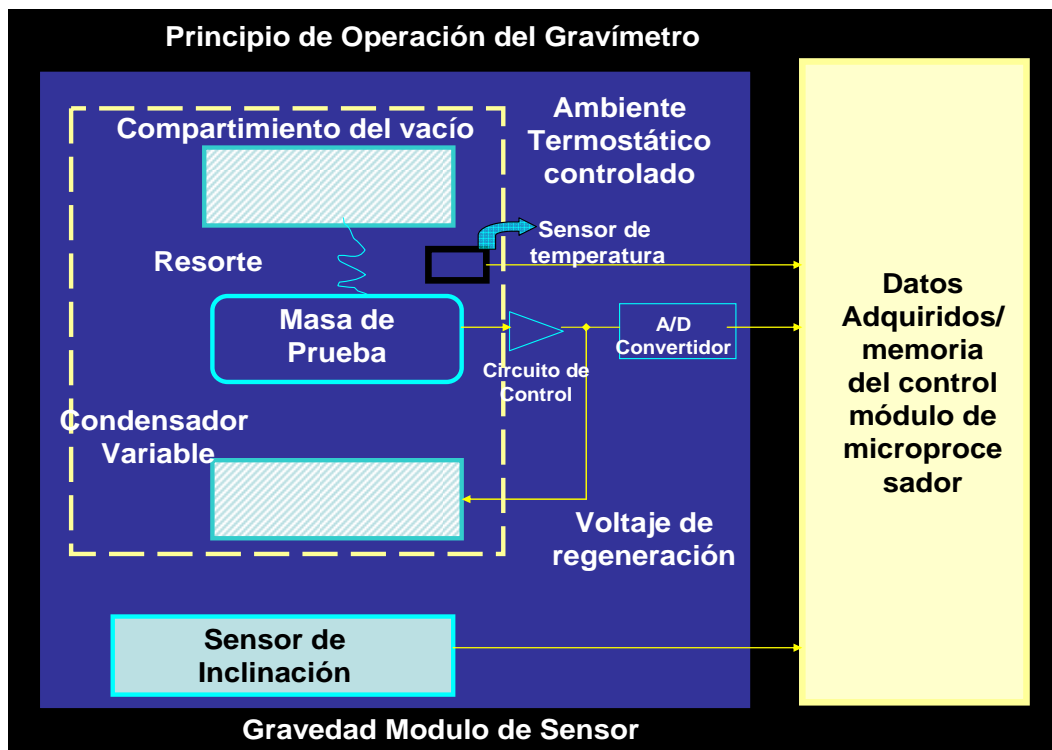 Principio de Operación del Gravímetro
Compartimiento del vacío
Ambiente
Termostático
controlado
Sensor de
temperatura
Resorte
Masa de
Prueba
Circuito de
Control
A/D
Convertidor
Condensador
Variable
Voltaje de
regeneración
Sensor de
Inclinación
Datos
Adquiridos/
memoria
del control
módulo de
microproce
sador
Gravedad Modulo de Sensor